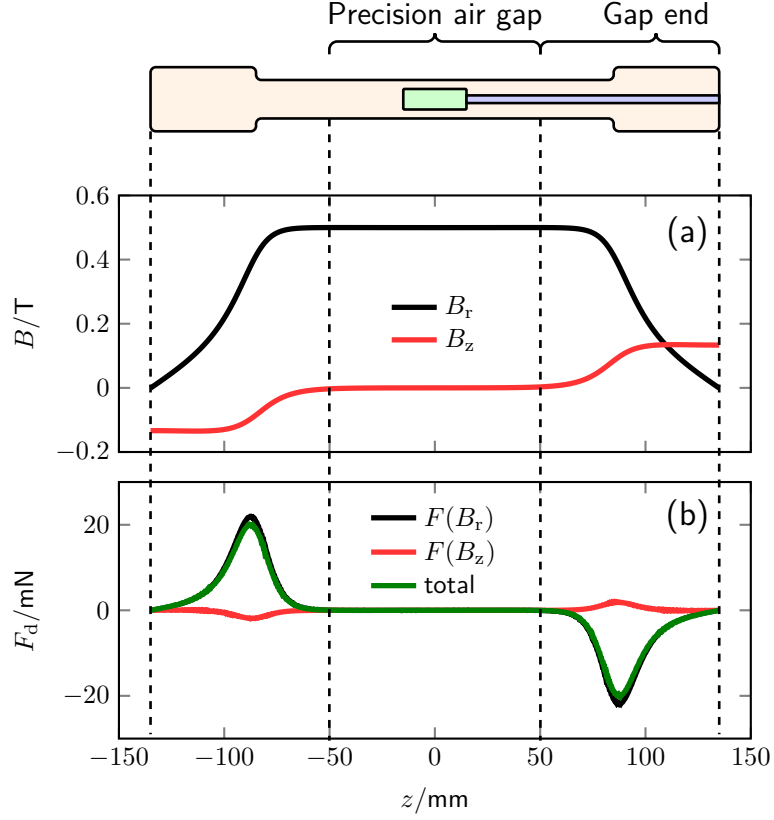 Precision air gap Gap end
0.6
0.4
0.2
0
−0.2
B/T
(a)
B_r
B_z
20
0
−20
F_d/mN
(b)
F(B_r)
F(B_z)
total
−150 −100 −50 0 50 100 150
z/mm